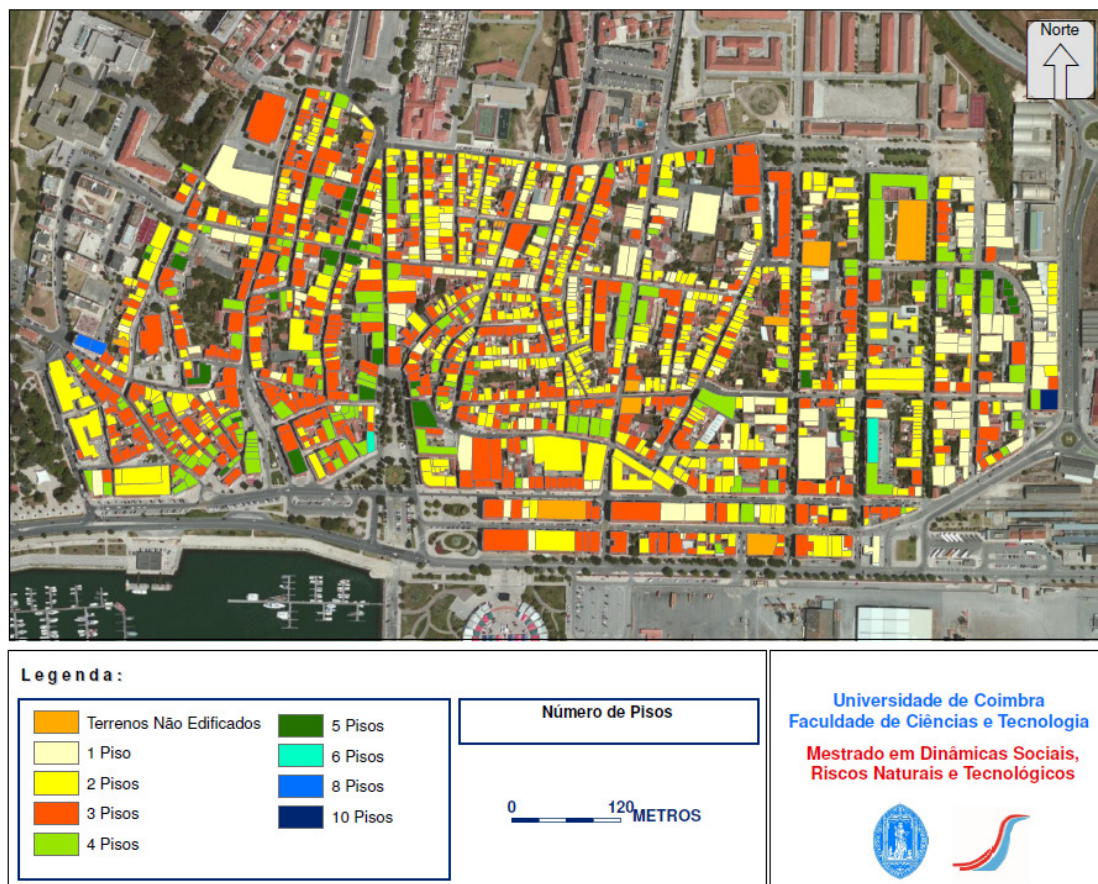 Norte
Legenda:
Terrenos Não Edificados
1 Piso
2 Pisos
3 Pisos
4 Pisos
5 Pisos
6 Pisos
8 Pisos
10 Pisos
Número de Pisos
0 120 METROS
Universidade de Coimbra
Faculdade de Ciências e Tecnologia
Mestrado em Dinâmicas Sociais,
Riscos Naturais e Tecnológicos